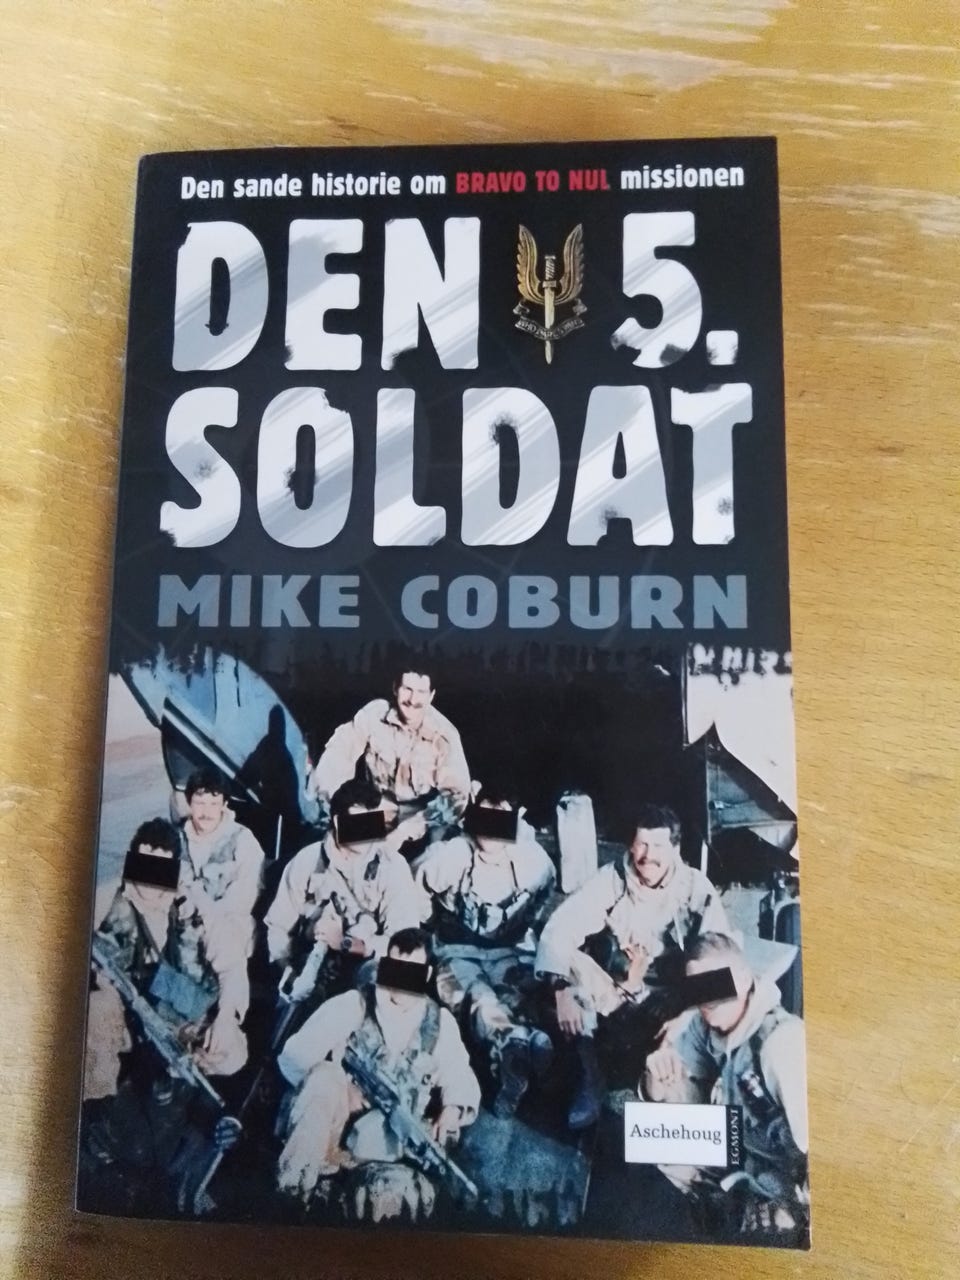 Den sande historie om BRAVO TO NUL missionen
DEN 5.
SOLDAT
MIKE COBURN
Aschehoug
EGMONT